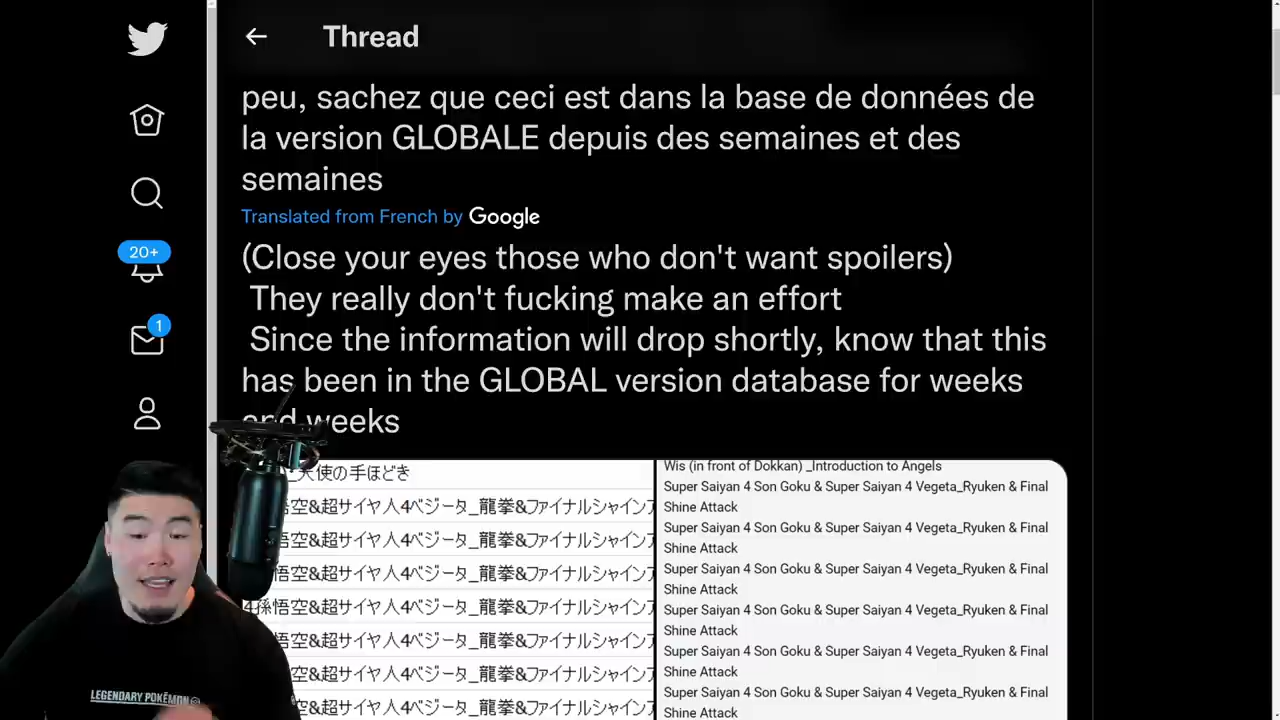 Thread
peu, sachez que ceci est dans la base de données de
la version GLOBALE depuis des semaines et des
semaines
Translated from French by Google
20+
(Close your eyes those who don't want spoilers)
They really don't fucking make an effort
1
Since the information will drop shortly, know that this
has been in the GLOBAL version database for weeks
and weeks
_天使の手ほどき
Wis (in front of Dokkan) _Introduction to Angels
悟空&超サイヤ人4ベジータ_龍拳&ファイナルシャインア
Super Saiyan 4 Son Goku & Super Saiyan 4 Vegeta_Ryuken & Final
Shine Attack
悟空&超サイヤ人4ベジータ_龍拳&ファイナルシャインア
Super Saiyan 4 Son Goku & Super Saiyan 4 Vegeta_Ryuken & Final
Shine Attack
悟空&超サイヤ人4ベジータ_龍拳&ファイナルシャインア
Super Saiyan 4 Son Goku & Super Saiyan 4 Vegeta_Ryuken & Final
Shine Attack
4孫悟空&超サイヤ人4ベジータ_龍拳&ファイナルシャインア
Super Saiyan 4 Son Goku & Super Saiyan 4 Vegeta_Ryuken & Final
Shine Attack
悟空&超サイヤ人4ベジータ_龍拳&ファイナルシャインア
Super Saiyan 4 Son Goku & Super Saiyan 4 Vegeta_Ryuken & Final
Shine Attack
空&超サイヤ人4ベジータ_龍拳&ファイナルシャインア
Super Saiyan 4 Son Goku & Super Saiyan 4 Vegeta_Ryuken & Final
Shine Attack
空&超サイヤ人4ベジータ_龍拳&ファイナルシャインア
LEGENDARY POKÉMON